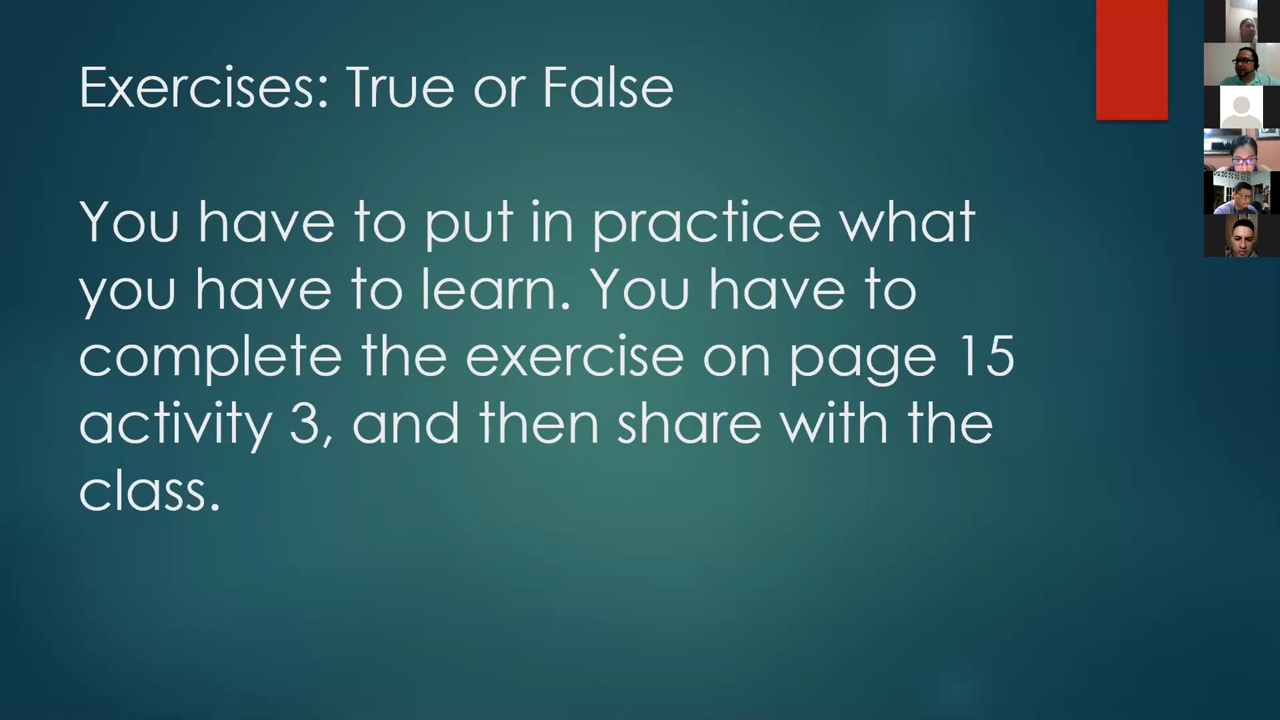 Exercises: True or False
You have to put in practice what
you have to learn. You have to
complete the exercise on page 15
activity 3, and then share with the
class.